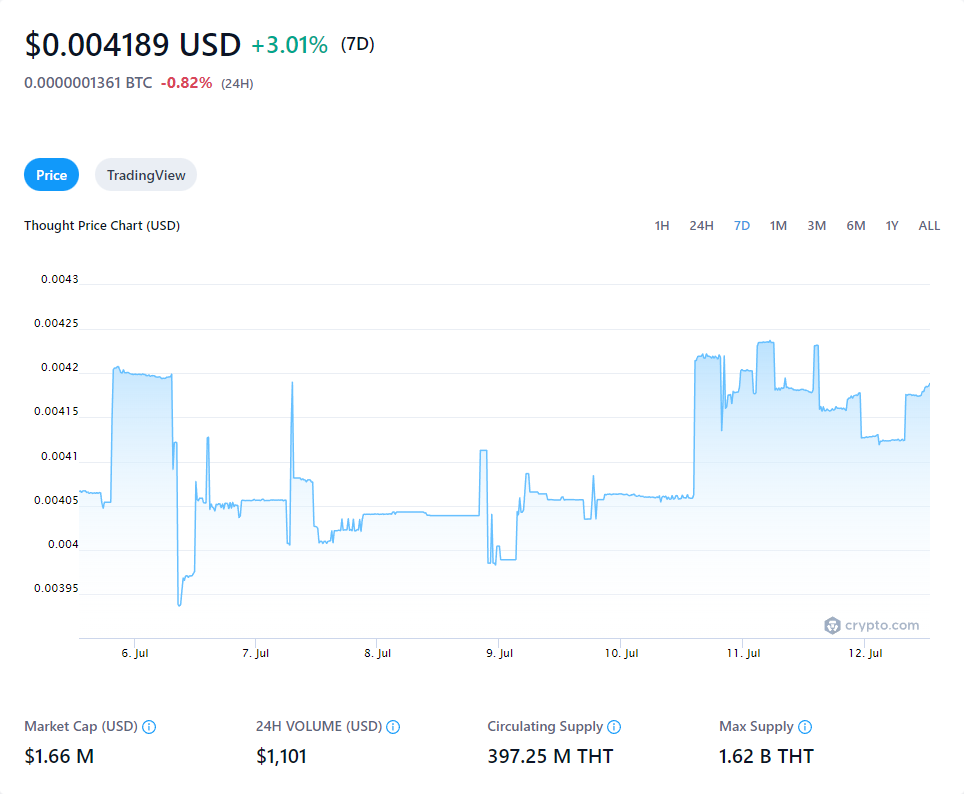 $0.004189 USD +3.01% (7D)
0.0000001361 BTC -0.82% (24H)
Price TradingView
Thought Price Chart (USD) 1H 24H 7D 1M 3M 6M 1Y ALL
0.0043
0.00425
0.0042
0.00415
0.0041
0.00405
0.004
0.00395
crypto.com
6. Jul 7. Jul 8. Jul 9. Jul 10. Jul 11. Jul 12. Jul
Market Cap (USD) 24H VOLUME (USD) Circulating Supply Max Supply
$1.66 M $1,101 397.25 M THT 1.62 B THT